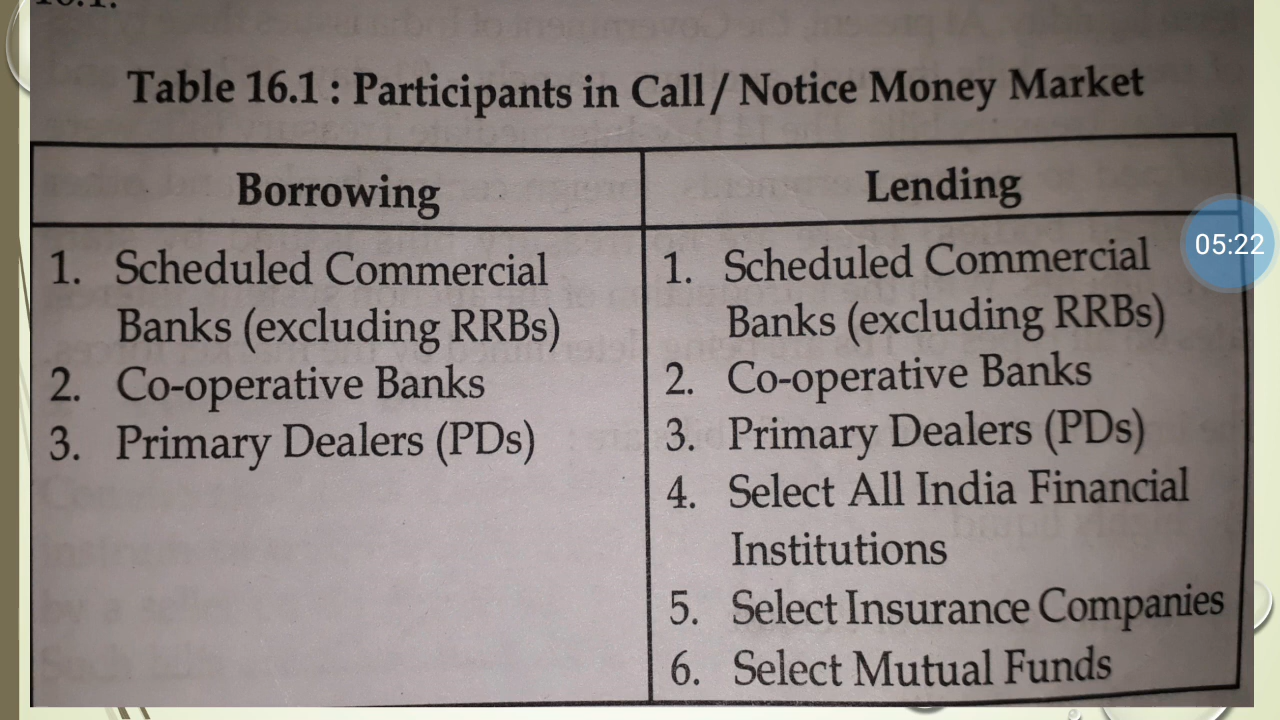 16.1.
Table 16.1 : Participants in Call / Notice Money Market
Borrowing
1. Scheduled Commercial
Banks (excluding RRBs)
2. Co-operative Banks
3. Primary Dealers (PDs)
Lending
1. Scheduled Commercial
Banks (excluding RRBs)
2. Co-operative Banks
3. Primary Dealers (PDs)
4. Select All India Financial
Institutions
5. Select Insurance Companies
6. Select Mutual Funds
05:22